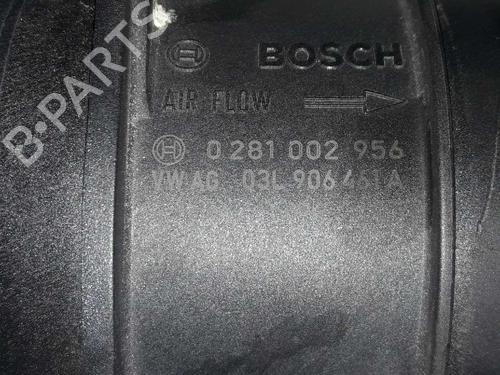 BOSCH
AIR FLOW
0 281 002 956
VW AG 03L 906 461 A
B-PARTS